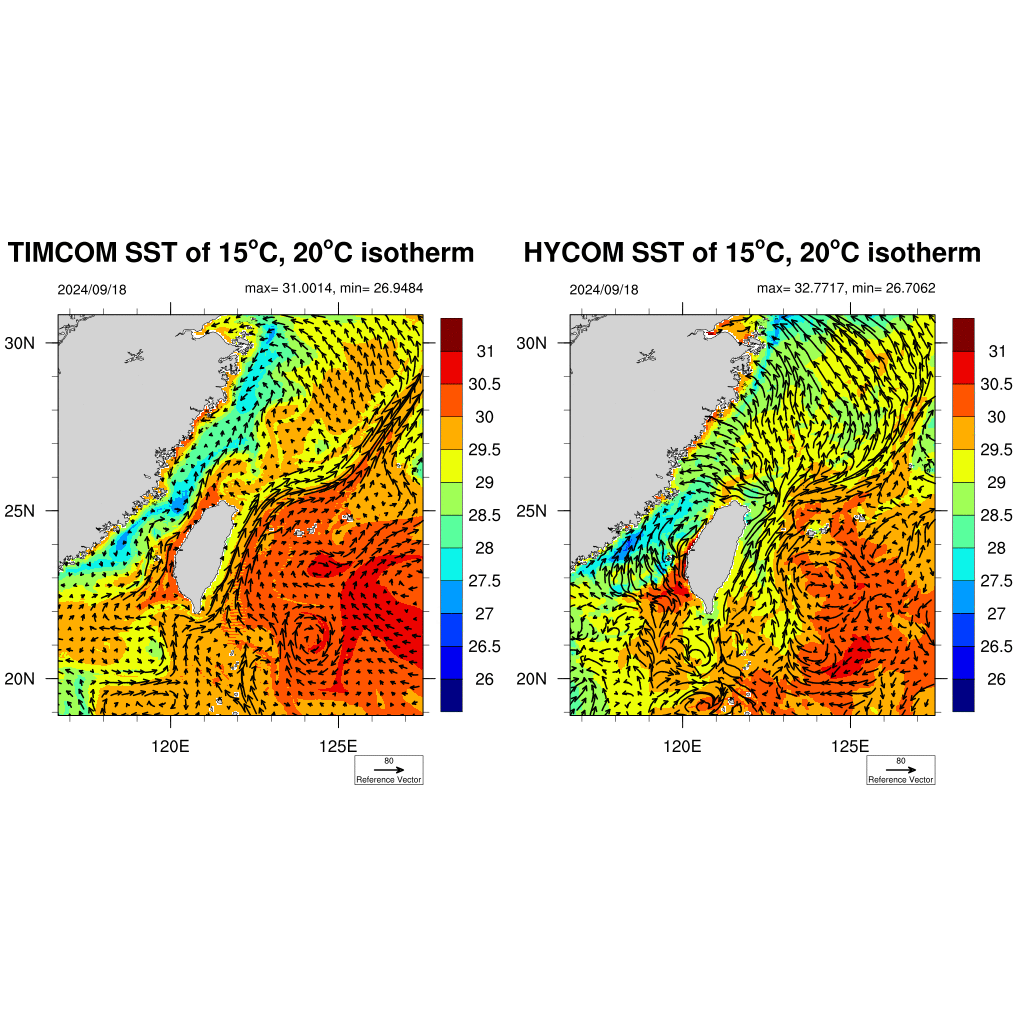 TIMCOM SST of 15°C, 20°C isotherm
2024/09/18
max= 31.0014, min= 26.9484
30N
25N
20N
120E
125E
31
30.5
30
29.5
29
28.5
28
27.5
27
26.5
26
80
Reference Vector
HYCOM SST of 15°C, 20°C isotherm
2024/09/18
max= 32.7717, min= 26.7062
30N
25N
20N
120E
125E
31
30.5
30
29.5
29
28.5
28
27.5
27
26.5
26
80
Reference Vector